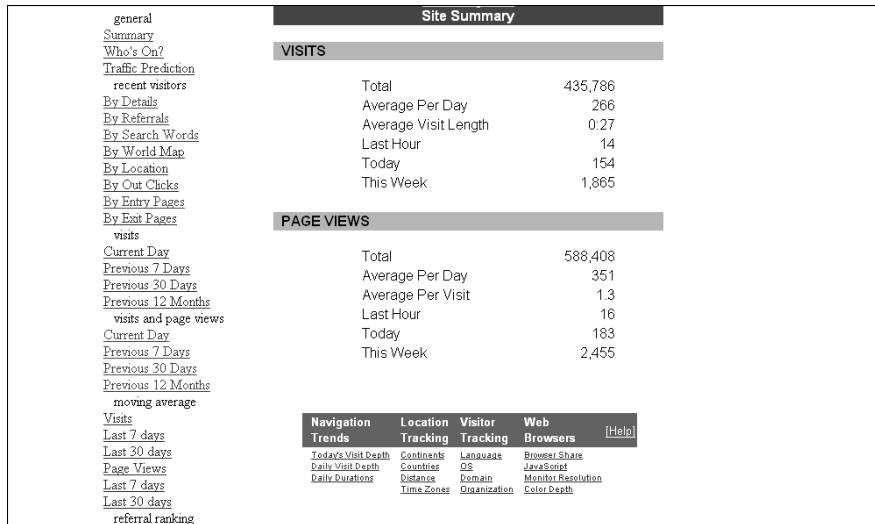 general
Summary
Who's On?
Traffic Prediction
recent visitors
By Details
By Referrals
By Search Words
By World Map
By Location
By Out Clicks
By Entry Pages
By Exit Pages
visits
Current Day
Previous 7 Days
Previous 30 Days
Previous 12 Months
visits and page views
Current Day
Previous 7 Days
Previous 30 Days
Previous 12 Months
moving average
Visits
Last 7 days
Last 30 days
Page Views
Last 7 days
Last 30 days
referral ranking
Site Summary
VISITS
Total 435,786
Average Per Day 266
Average Visit Length 0:27
Last Hour 14
Today 154
This Week 1,865
PAGE VIEWS
Total 588,408
Average Per Day 351
Average Per Visit 1.3
Last Hour 16
Today 183
This Week 2,455
Navigation Location Visitor Web
Trends Tracking Tracking Browsers [Help]
Today's Visit Depth Continents Language Browser Share
Daily Visit Depth Countries OS JavaScript
Daily Durations Distance Domain Monitor Resolution
Time Zones Organization Color Depth